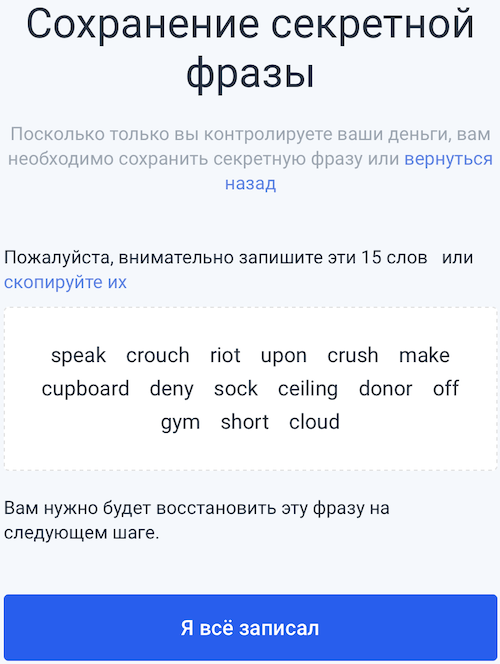 Сохранение секретной
фразы
Посколько только вы контролируете ваши деньги, вам
необходимо сохранить секретную фразу или вернуться
назад
Пожалуйста, внимательно запишите эти 15 слов или
скопируйте их
speak crouch riot upon crush make
cupboard deny sock ceiling donor off
gym short cloud
Вам нужно будет восстановить эту фразу на
следующем шаге.
Я всё записал